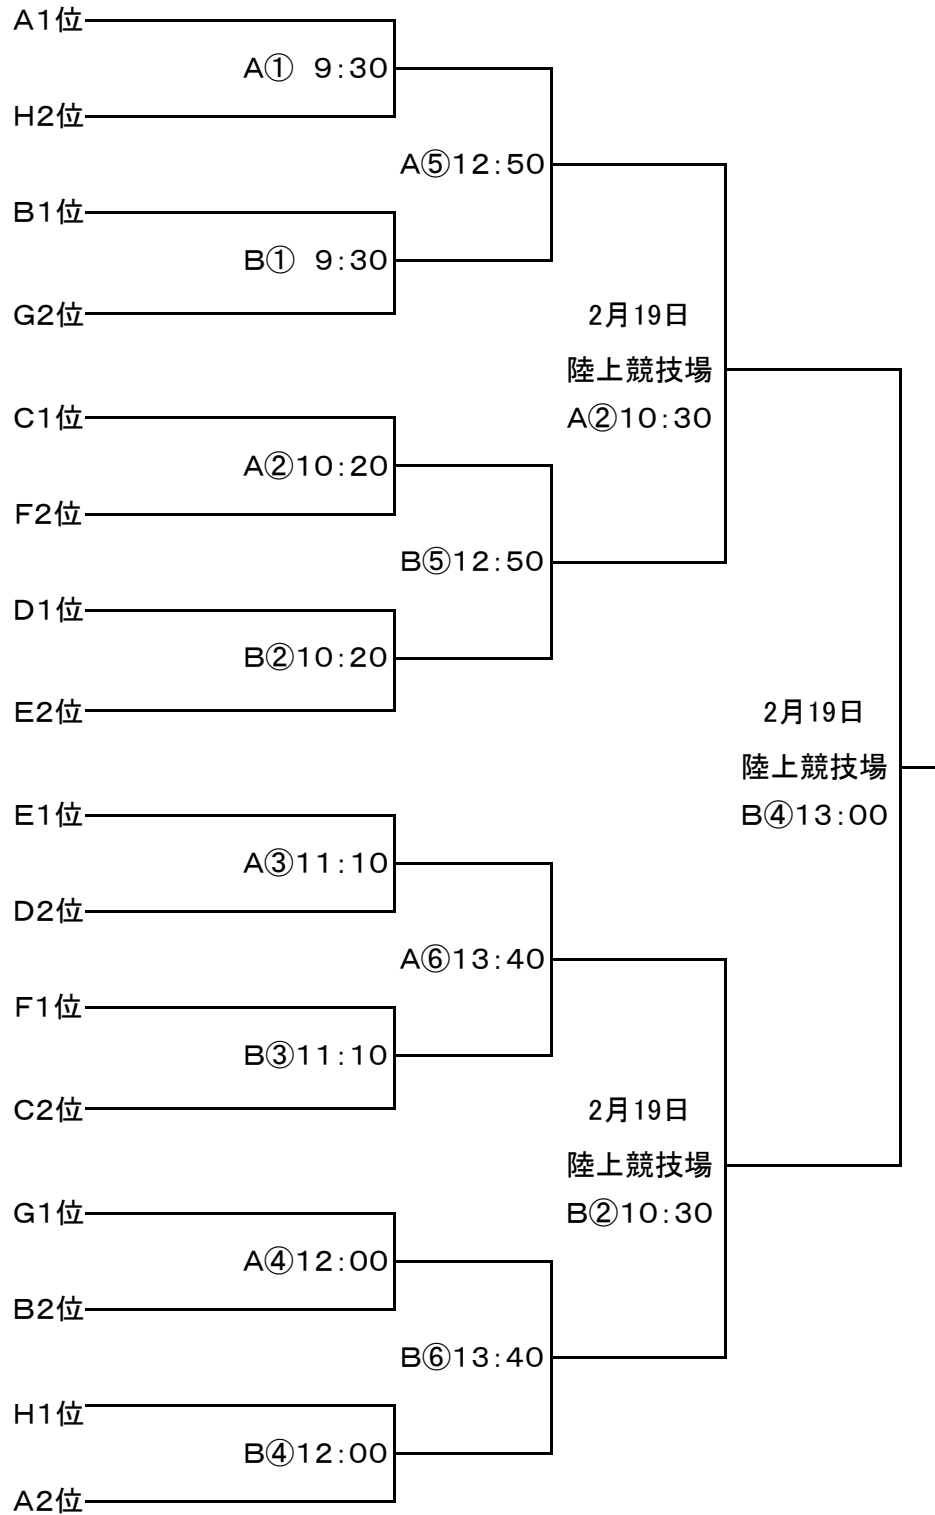 A1位
A① 9:30
H2位
A⑤12:50
B1位
B① 9:30
G2位
2月19日
陸上競技場
A②10:30
C1位
A②10:20
F2位
B⑤12:50
D1位
B②10:20
E2位
2月19日
陸上競技場
B④13:00
E1位
A③11:10
D2位
A⑥13:40
F1位
B③11:10
C2位
2月19日
陸上競技場
B②10:30
G1位
A④12:00
B2位
B⑥13:40
H1位
B④12:00
A2位